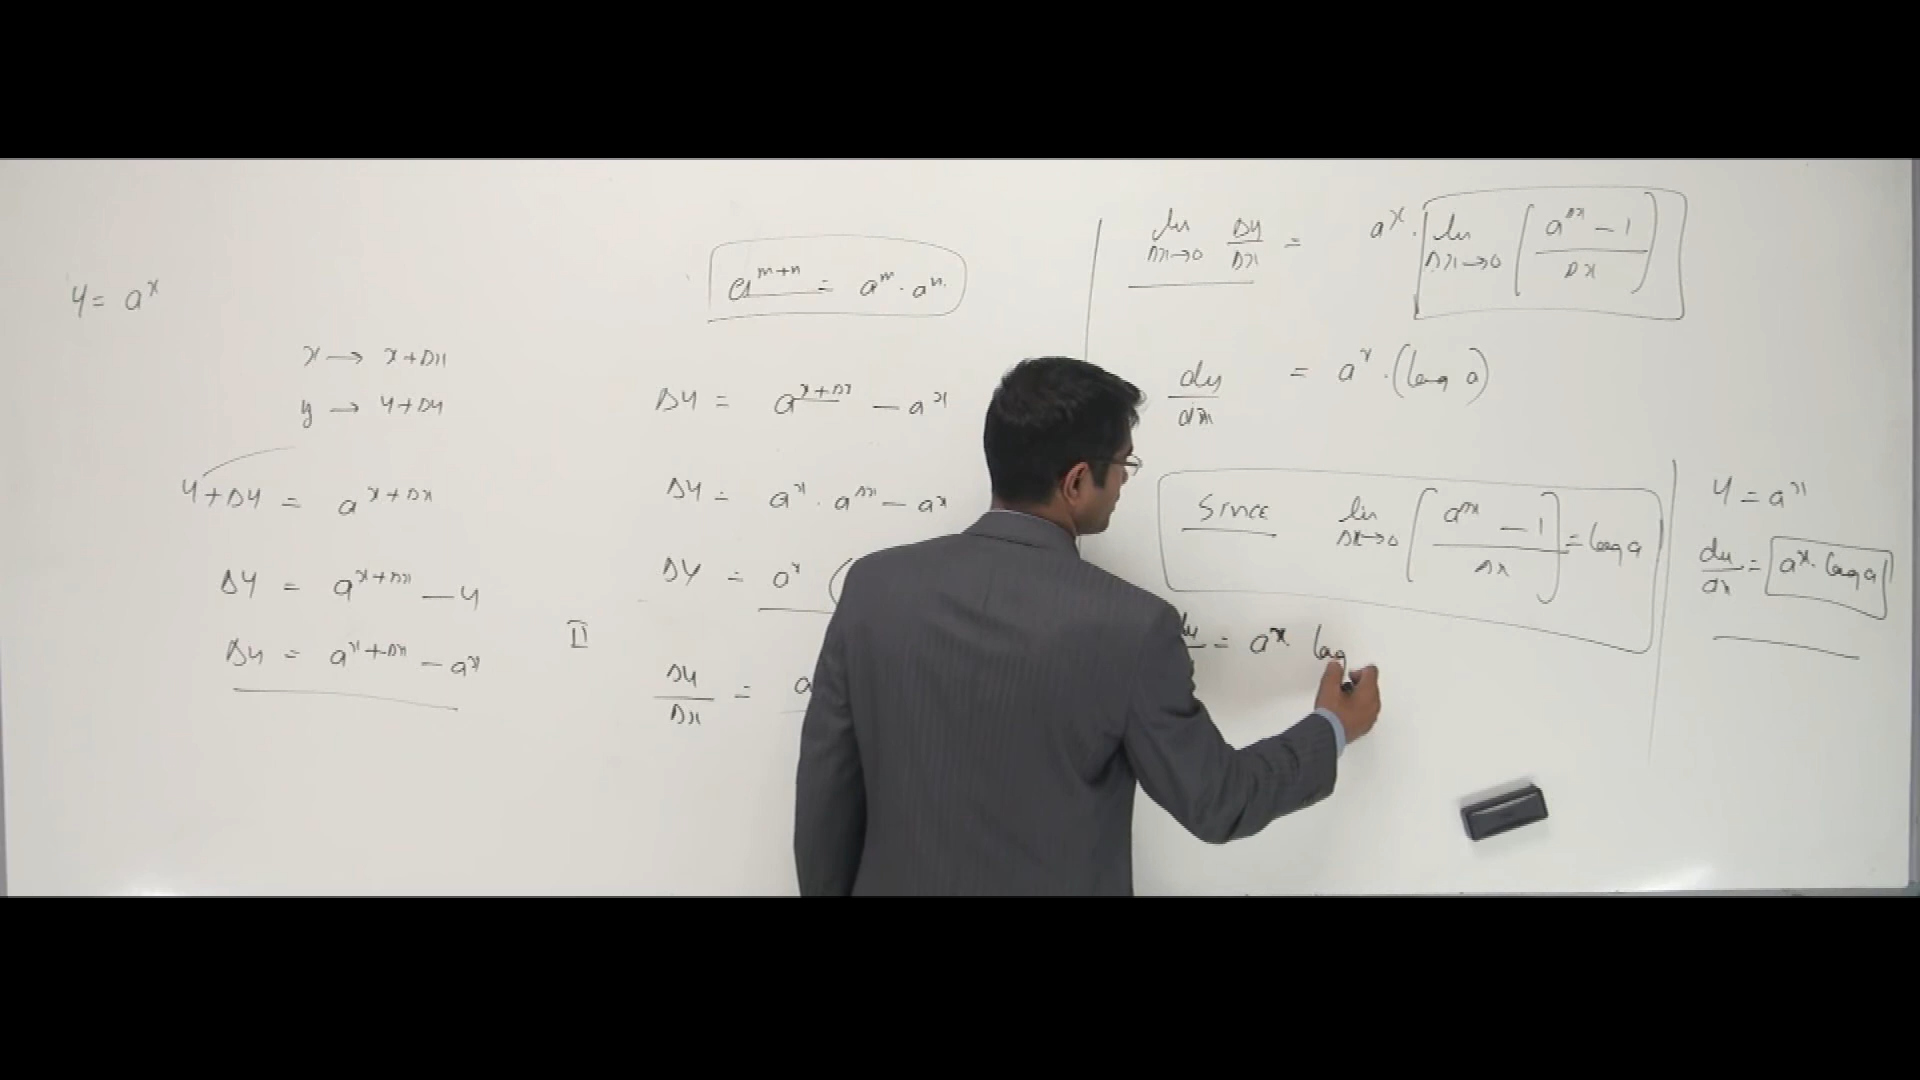 y = a^x
x → x+Δx
y → y+Δy
y+Δy = a^{x+Δx}
Δy = a^{x+Δx} - y
Δy = a^{x+Δx} - a^x
a^{m+n} = a^m · a^n
Δy = a^{x+Δx} - a^x
Δy = a^x · a^{Δx} - a^x
Δy = a^x (
II
Δy/Δx = a
lim Δx→0 Δy/Δx = a^x · lim Δx→0 (a^{Δx} - 1 / Δx)
dy/dx = a^x · (log a)
Since lim Δx→0 [a^{Δx} - 1 / Δx] = log a
dy = a^x · log
y = a^x
dy/dx = a^x · log a